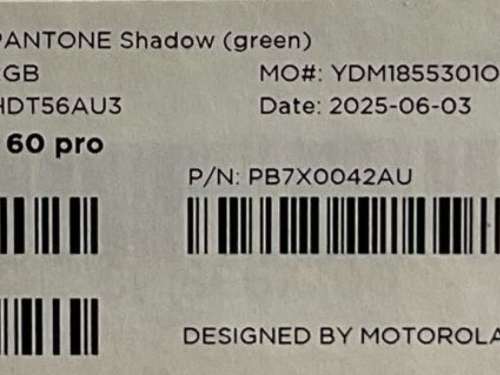 PANTONE Shadow (green)
GB MO#: YDM1855301O
HDT56AU3 Date: 2025-06-03
60 pro
P/N: PB7X0042AU
DESIGNED BY MOTOROLA